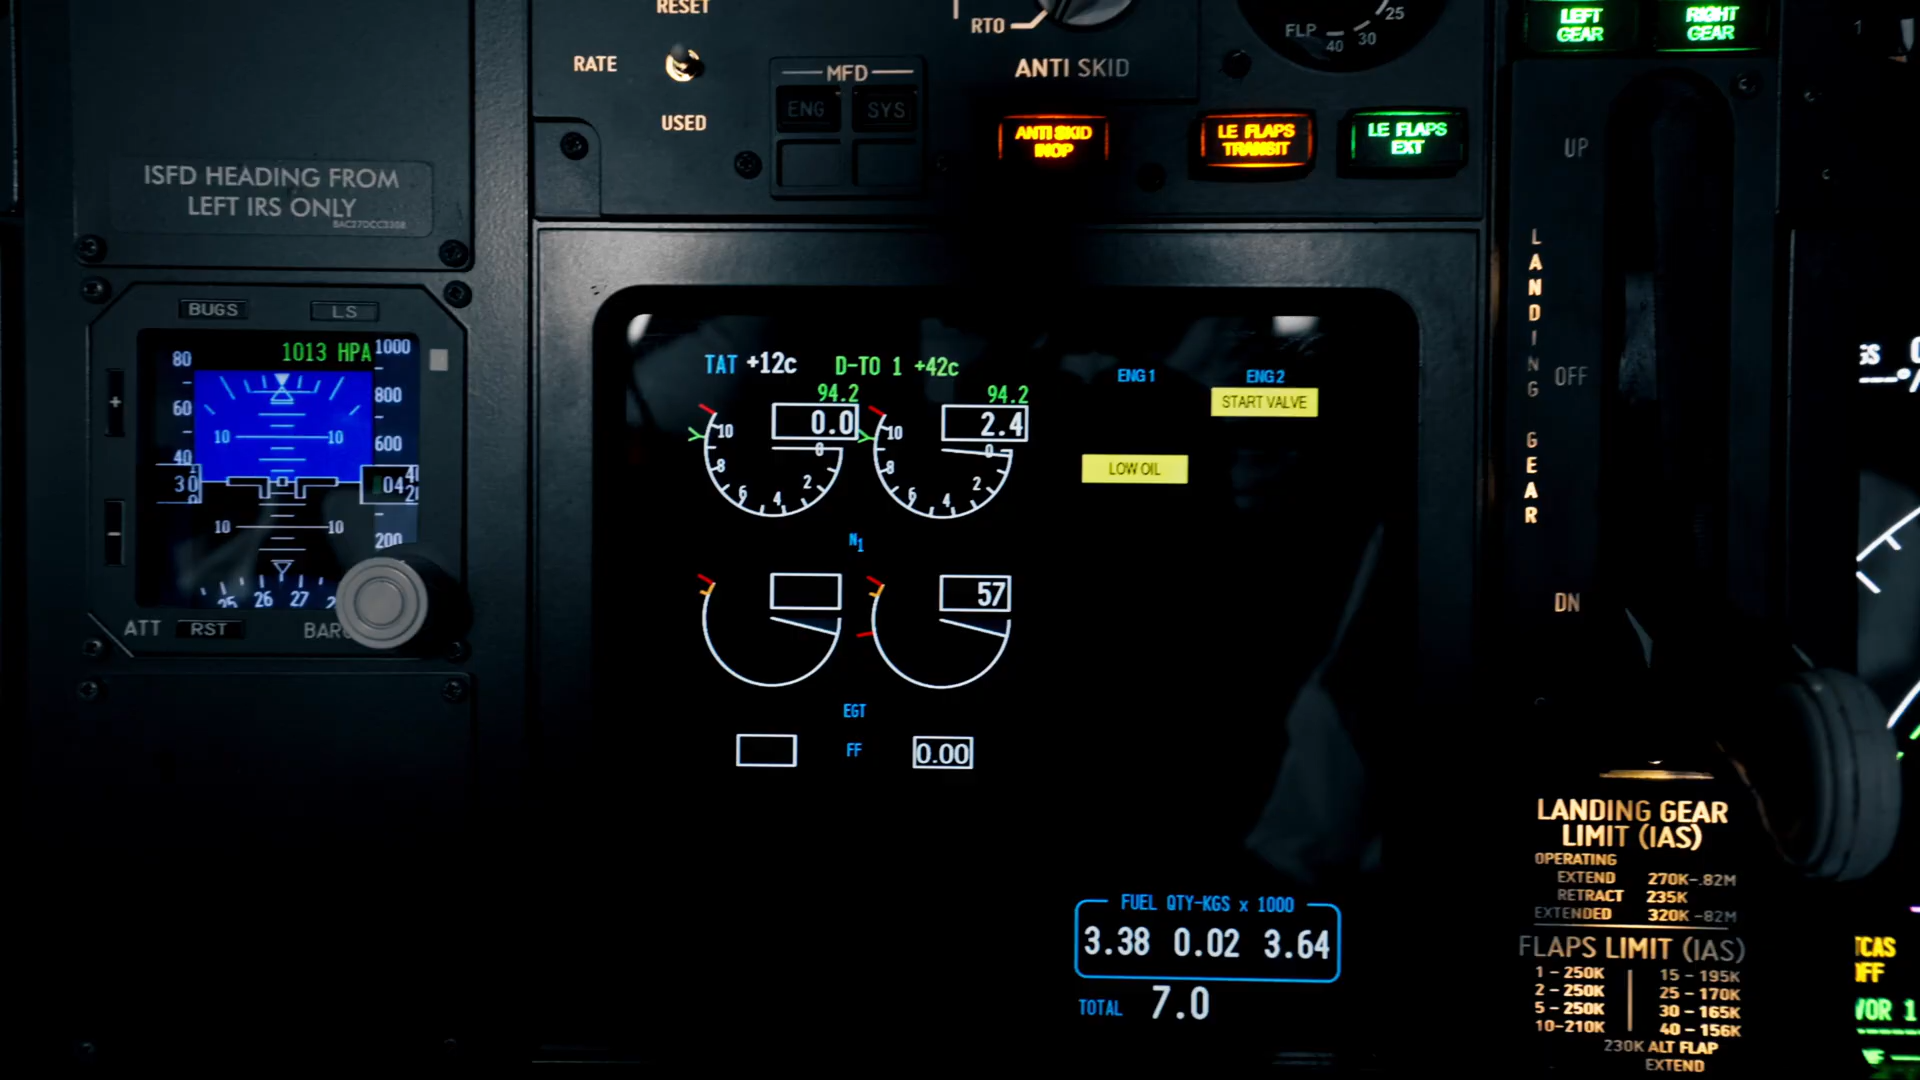 RESET
RATE
USED
MFD
ENG SYS
RTO
ANTI SKID
ANTI SKID
INOP
FLP
25
30
40
LE FLAPS
TRANSIT
LE FLAPS
EXT
LEFT
GEAR
RIGHT
GEAR
ISFD HEADING FROM
LEFT IRS ONLY
BUGS LS
1013 HPA
80
60
40
30
1000
800
600
200
10 10
10 10
26 27
ATT RST
TAT +12c D-TO 1 +42c
94.2 94.2
0.0 2.4
10 8 6 4 2 0
10 8 6 4 2 0
N1
57
EGT
FF 0.00
ENG 1 ENG 2
START VALVE
LOW OIL
FUEL QTY-KGS x 1000
3.38 0.02 3.64
TOTAL 7.0
UP
OFF
DN
LANDING GEAR
LANDING GEAR
LIMIT (IAS)
OPERATING
EXTEND 270K-.82M
RETRACT 235K
EXTENDED 320K -82M
FLAPS LIMIT (IAS)
1 - 250K 15 - 195K
2 - 250K 25 - 170K
5 - 250K 30 - 165K
10-210K 40 - 156K
230K ALT FLAP
EXTEND
VOR 1